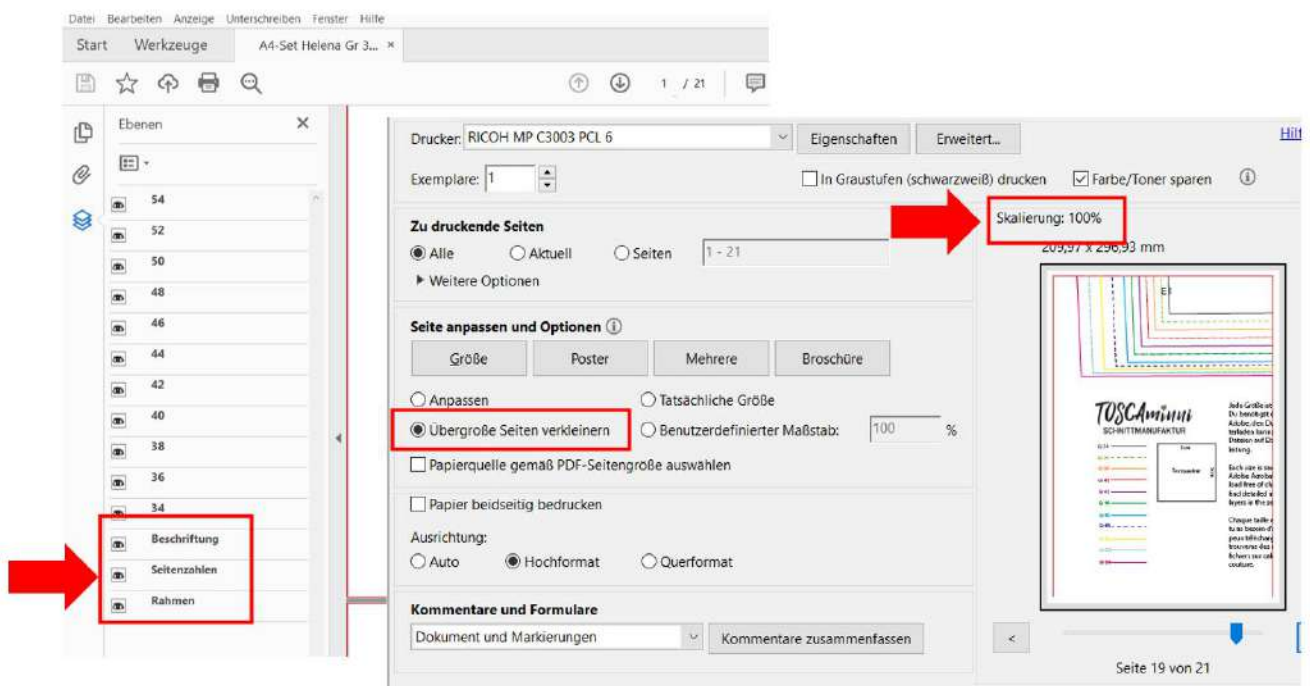 Datei Bearbeiten Anzeige Unterschreiben Fenster Hilfe
Start Werkzeuge A4-Set Helena Gr 3... ×
1 / 21
Ebenen ×
54
52
50
48
46
44
42
40
38
36
34
Beschriftung
Seitenzahlen
Rahmen
Drucker: RICOH MP C3003 PCL 6 Eigenschaften Erweitert... Hilf
Exemplare: 1 In Graustufen (schwarzweiß) drucken Farbe/Toner sparen
Zu druckende Seiten
Alle Aktuell Seiten 1 - 21
Weitere Optionen
Seite anpassen und Optionen
Größe Poster Mehrere Broschüre
Anpassen Tatsächliche Größe
Übergroße Seiten verkleinern Benutzerdefinierter Maßstab: 100 %
Papierquelle gemäß PDF-Seitengröße auswählen
Papier beidseitig bedrucken
Ausrichtung:
Auto Hochformat Querformat
Kommentare und Formulare
Dokument und Markierungen Kommentare zusammenfassen
Skalierung: 100%
209,97 x 296,93 mm
TOSCAminni
SCHNITTMANUFAKTUR
<
Seite 19 von 21